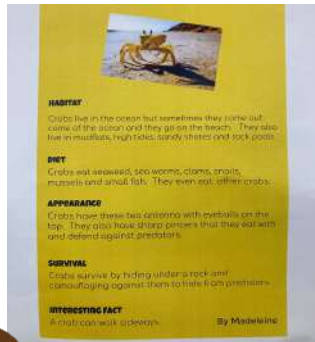 HABITAT
Crabs live in the ocean but sometimes they come out
come of the ocean and they go on the beach. They also
live in mudflats, high tides, sandy shores and rock pools.
DIET
Crabs eat seaweed, sea worms, clams, snails,
mussels and small fish. They even eat other crabs.
APPEARANCE
Crabs have these two antenna with eyeballs on the
top. They also have sharp pincers that they eat with
and defend against predators.
SURVIVAL
Crabs survive by hiding under a rock and
camouflaging against them to hide from predators.
INTERESTING FACT
A crab can walk sideways.
By Madeleine